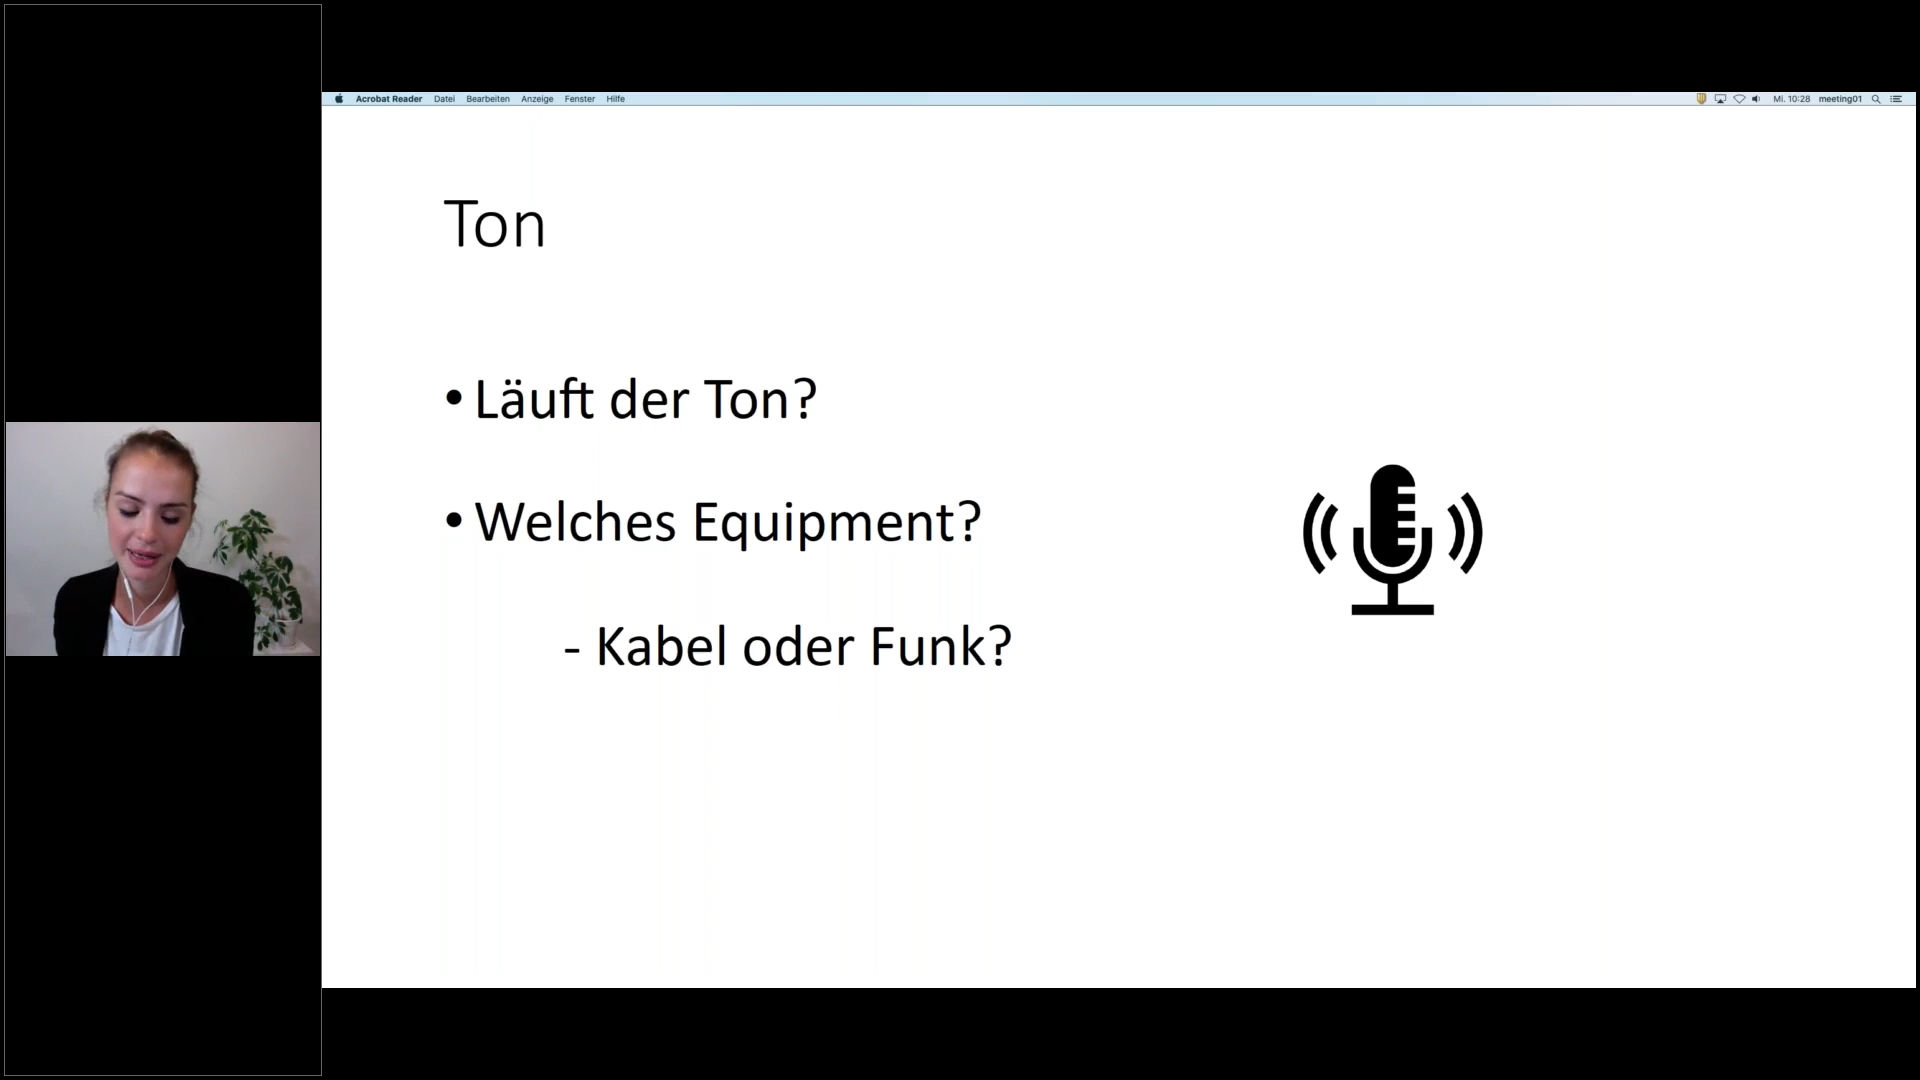 Acrobat Reader Datei Bearbeiten Anzeige Fenster Hilfe Mi. 10:28 meeting01
Ton
• Läuft der Ton?
• Welches Equipment?
- Kabel oder Funk?